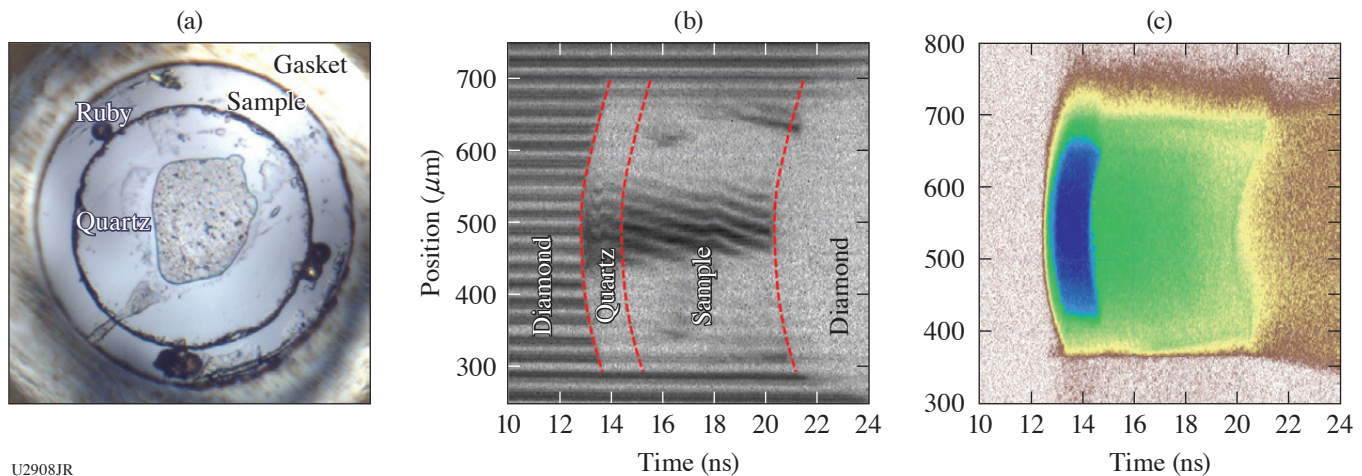 (a)
Gasket
Sample
Ruby
Quartz
U2908JR
(b)
Position (μm)
700
600
500
400
300
Diamond
Quartz
Sample
Diamond
10 12 14 16 18 20 22 24
Time (ns)
(c)
800
700
600
500
400
300
10 12 14 16 18 20 22 24
Time (ns)